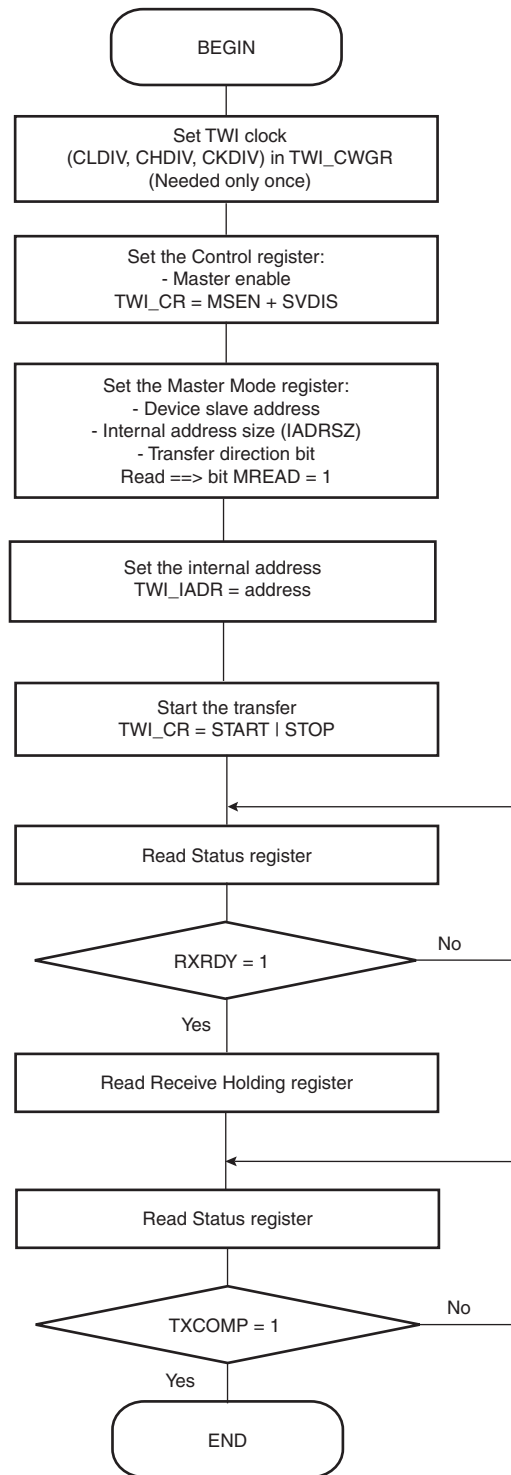 BEGIN
Set TWI clock
(CLDIV, CHDIV, CKDIV) in TWI_CWGR
(Needed only once)
Set the Control register:
- Master enable
TWI_CR = MSEN + SVDIS
Set the Master Mode register:
- Device slave address
- Internal address size (IADRSZ)
- Transfer direction bit
Read ==> bit MREAD = 1
Set the internal address
TWI_IADR = address
Start the transfer
TWI_CR = START | STOP
Read Status register
RXRDY = 1
No
Yes
Read Receive Holding register
Read Status register
TXCOMP = 1
No
Yes
END